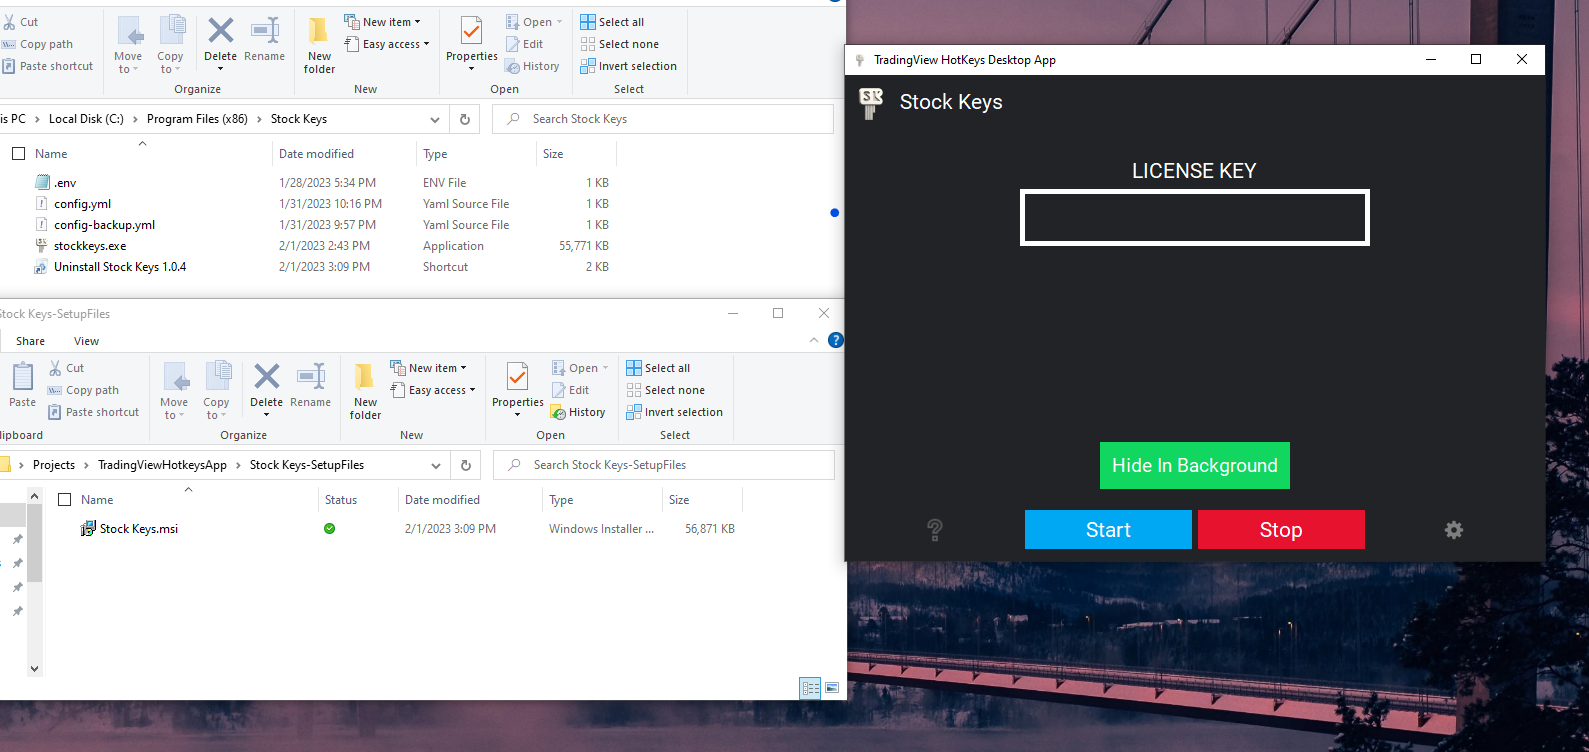 Cut
Copy path
Paste shortcut
Move to
Copy to
Delete
Rename
Organize
New folder
New item
Easy access
New
Properties
Open
Edit
History
Open
Select all
Select none
Invert selection
Select
is PC > Local Disk (C:) > Program Files (x86) > Stock Keys
Search Stock Keys
Name Date modified Type Size
.env 1/28/2023 5:34 PM ENV File 1 KB
config.yml 1/31/2023 10:16 PM Yaml Source File 1 KB
config-backup.yml 1/31/2023 9:57 PM Yaml Source File 1 KB
stockkeys.exe 2/1/2023 2:43 PM Application 55,771 KB
Uninstall Stock Keys 1.0.4 2/1/2023 3:09 PM Shortcut 2 KB
Stock Keys-SetupFiles
Share View
?
Paste
Cut
Copy path
Paste shortcut
lipboard
Move to
Copy to
Delete
Rename
Organize
New folder
New item
Easy access
New
Properties
Open
Edit
History
Open
Select all
Select none
Invert selection
Select
> Projects > TradingViewHotkeysApp > Stock Keys-SetupFiles
Search Stock Keys-SetupFiles
Name Status Date modified Type Size
Stock Keys.msi 2/1/2023 3:09 PM Windows Installer ... 56,871 KB
TradingView HotKeys Desktop App
SK
Stock Keys
LICENSE KEY
Hide In Background
? Start Stop